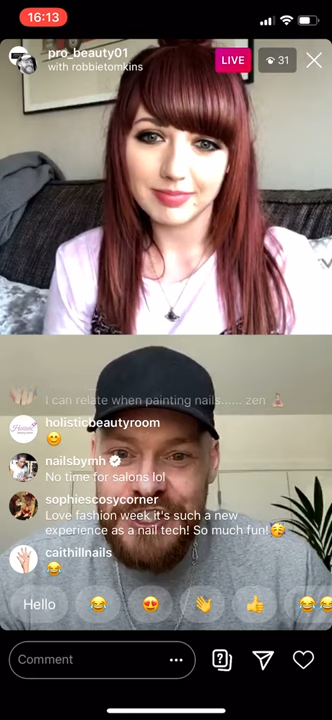 16:13
pro_beauty01
with robbietomkins
LIVE
31
I can relate when painting nails...... zen
holisticbeautyroom
😊
nailsbymh
No time for salons lol
sophiescosycorner
Love fashion week it's such a new
experience as a nail tech! So much fun!🥳
caithillnails
😂
Hello 😂 😍 👋 👍 😂😂
Comment